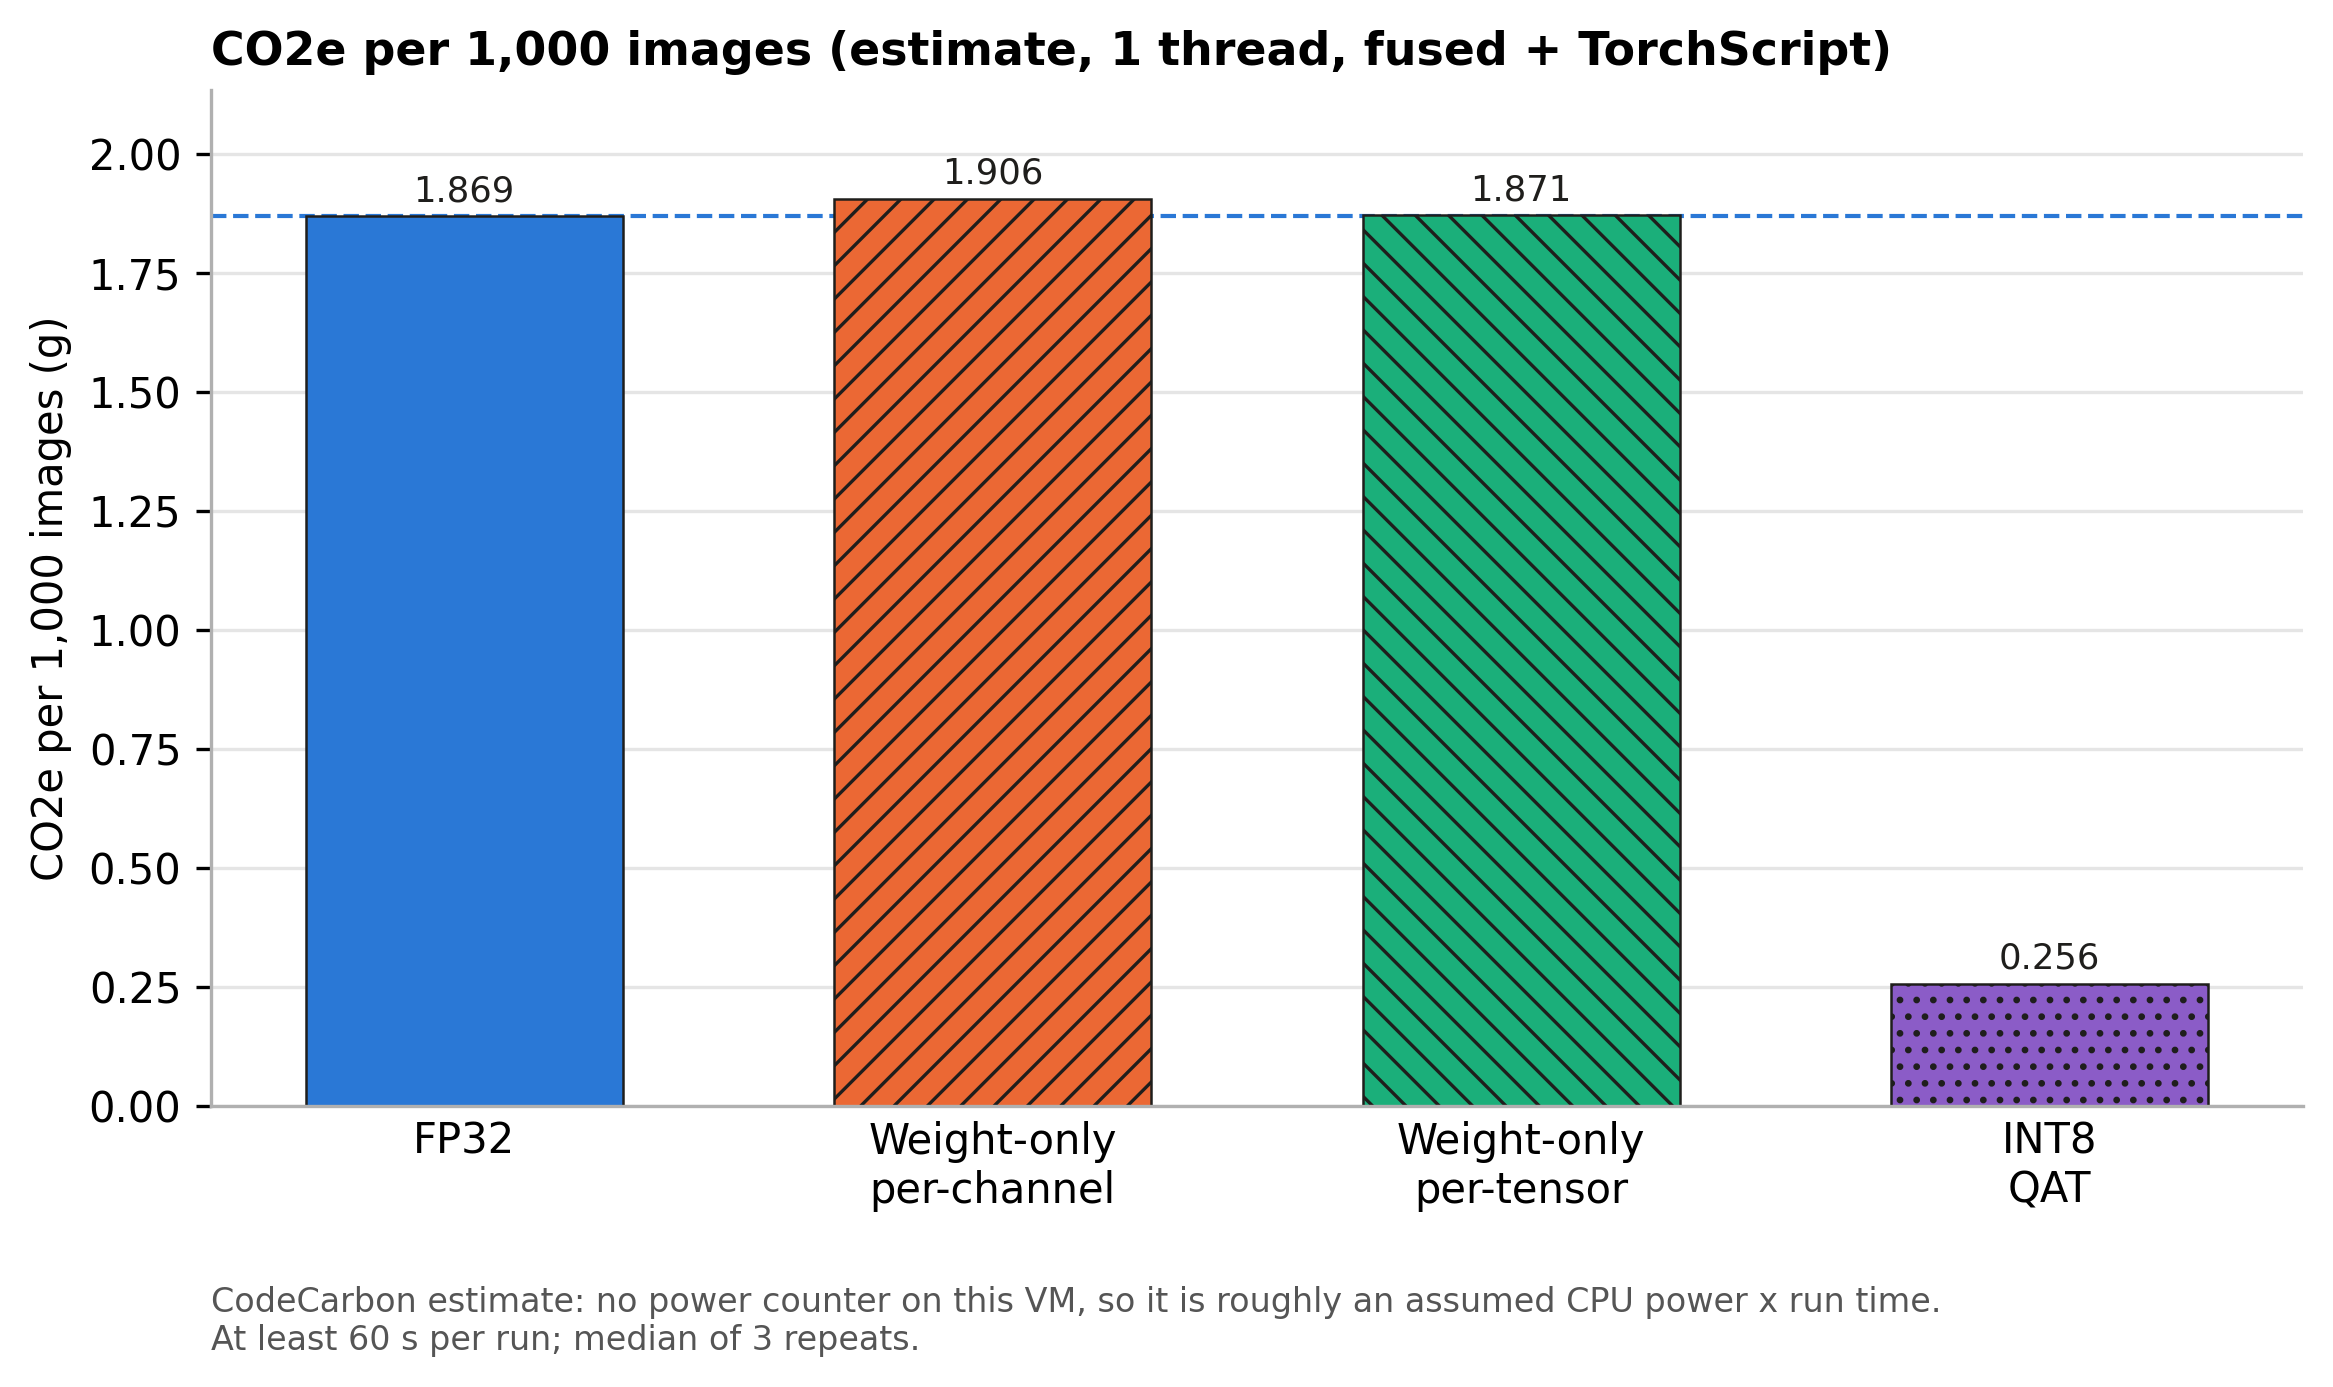 CO2e per 1,000 images (estimate, 1 thread, fused + TorchScript)
CO2e per 1,000 images (g)
2.00
1.75
1.50
1.25
1.00
0.75
0.50
0.25
0.00
1.869
1.906
1.871
0.256
FP32
Weight-only
per-channel
Weight-only
per-tensor
INT8
QAT
CodeCarbon estimate: no power counter on this VM, so it is roughly an assumed CPU power x run time.
At least 60 s per run; median of 3 repeats.